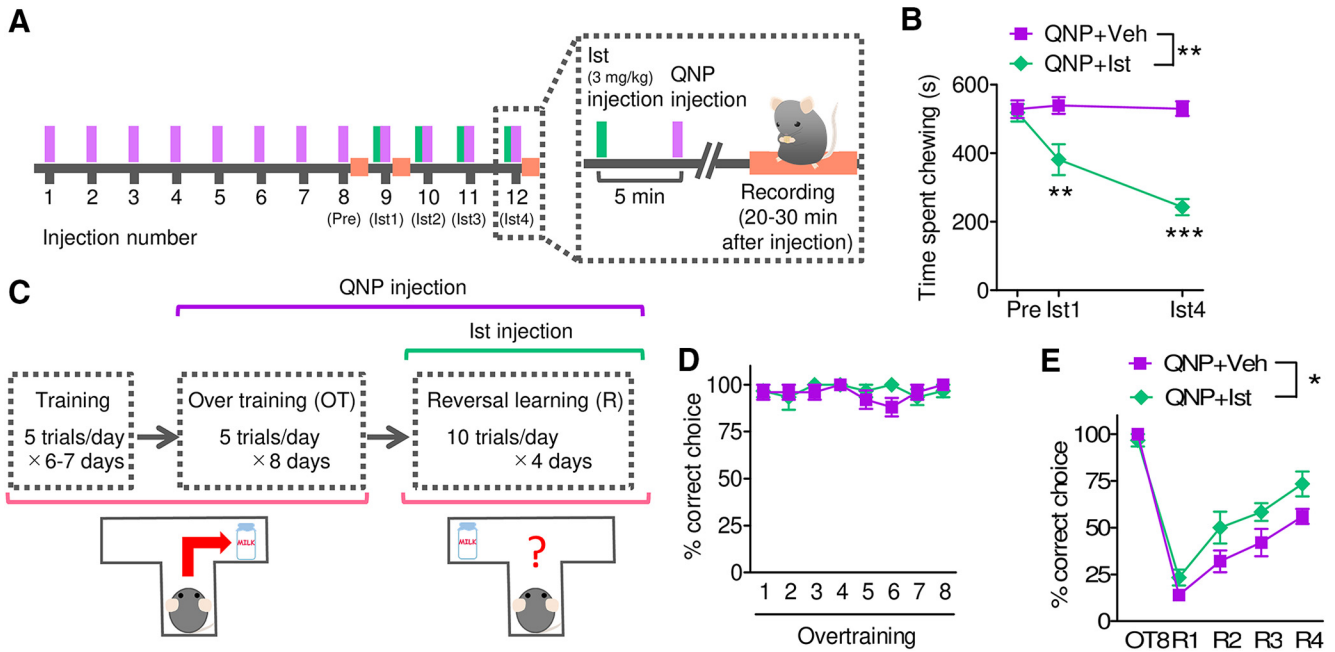 A
1 2 3 4 5 6 7 8 9 10 11 12
(Pre) (Ist1) (Ist2) (Ist3) (Ist4)
Injection number
Ist
(3 mg/kg)
injection
QNP
injection
5 min
Recording
(20-30 min
after injection)
B
QNP+Veh
**
QNP+Ist
Time spent chewing (s)
600
400
200
0
**
***
Pre Ist1 Ist4
C
QNP injection
Ist injection
Training
5 trials/day
×6-7 days
Over training (OT)
5 trials/day
×8 days
Reversal learning (R)
10 trials/day
×4 days
MILK
MILK
?
D
% correct choice
100
75
50
25
0
1 2 3 4 5 6 7 8
Overtraining
E
QNP+Veh
*
QNP+Ist
% correct choice
100
75
50
25
0
OT8 R1 R2 R3 R4